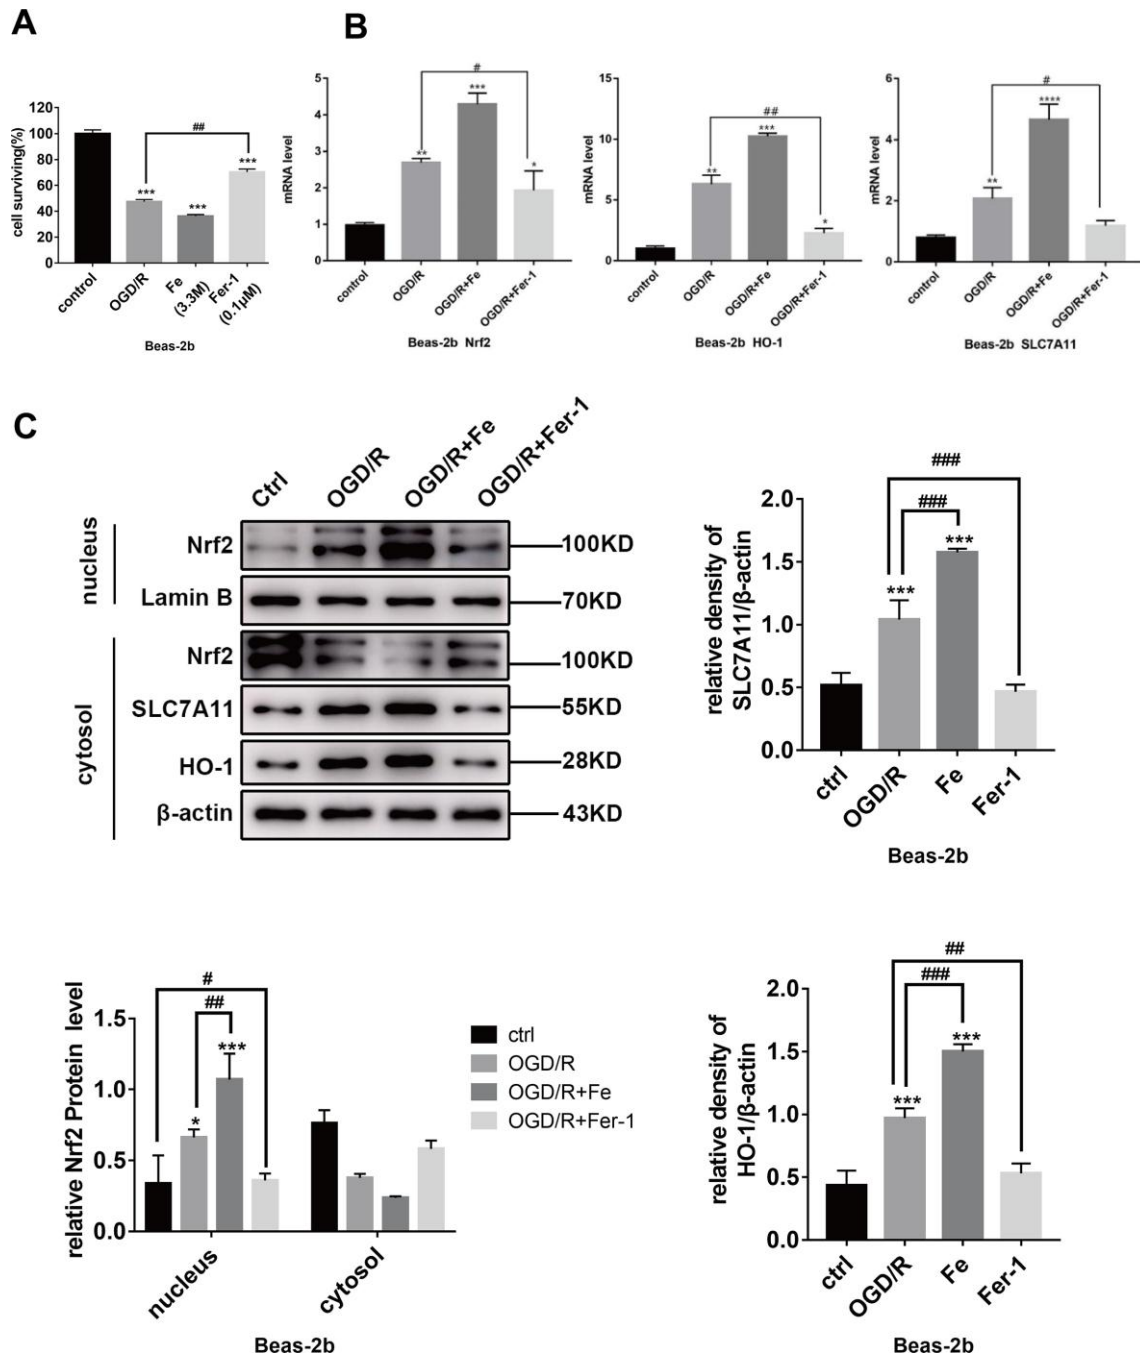 A
B
cell surviving(%)
120
100
80
60
40
20
0
##
***
***
***
control
OGD/R
Fe
(3.3M)
Fer-1
(0.1μM)
Beas-2b
mRNA level
5
4
3
2
1
0
#
**
***
*
control
OGD/R
OGD/R+Fe
OGD/R+Fer-1
Beas-2b Nrf2
mRNA level
15
10
5
0
##
**
***
*
control
OGD/R
OGD/R+Fe
OGD/R+Fer-1
Beas-2b HO-1
mRNA level
6
4
2
0
#
**
****
control
OGD/R
OGD/R+Fe
OGD/R+Fer-1
Beas-2b SLC7A11
C
Ctrl
OGD/R
OGD/R+Fe
OGD/R+Fer-1
nucleus
Nrf2
100KD
Lamin B
70KD
cytosol
Nrf2
100KD
SLC7A11
55KD
HO-1
28KD
β-actin
43KD
relative density of
SLC7A11/β-actin
2.0
1.5
1.0
0.5
0.0
###
###
***
***
ctrl
OGD/R
Fe
Fer-1
Beas-2b
relative Nrf2 Protein level
1.5
1.0
0.5
0.0
#
##
*
***
nucleus
cytosol
Beas-2b
ctrl
OGD/R
OGD/R+Fe
OGD/R+Fer-1
relative density of
HO-1/β-actin
2.0
1.5
1.0
0.5
0.0
##
###
***
***
ctrl
OGD/R
Fe
Fer-1
Beas-2b